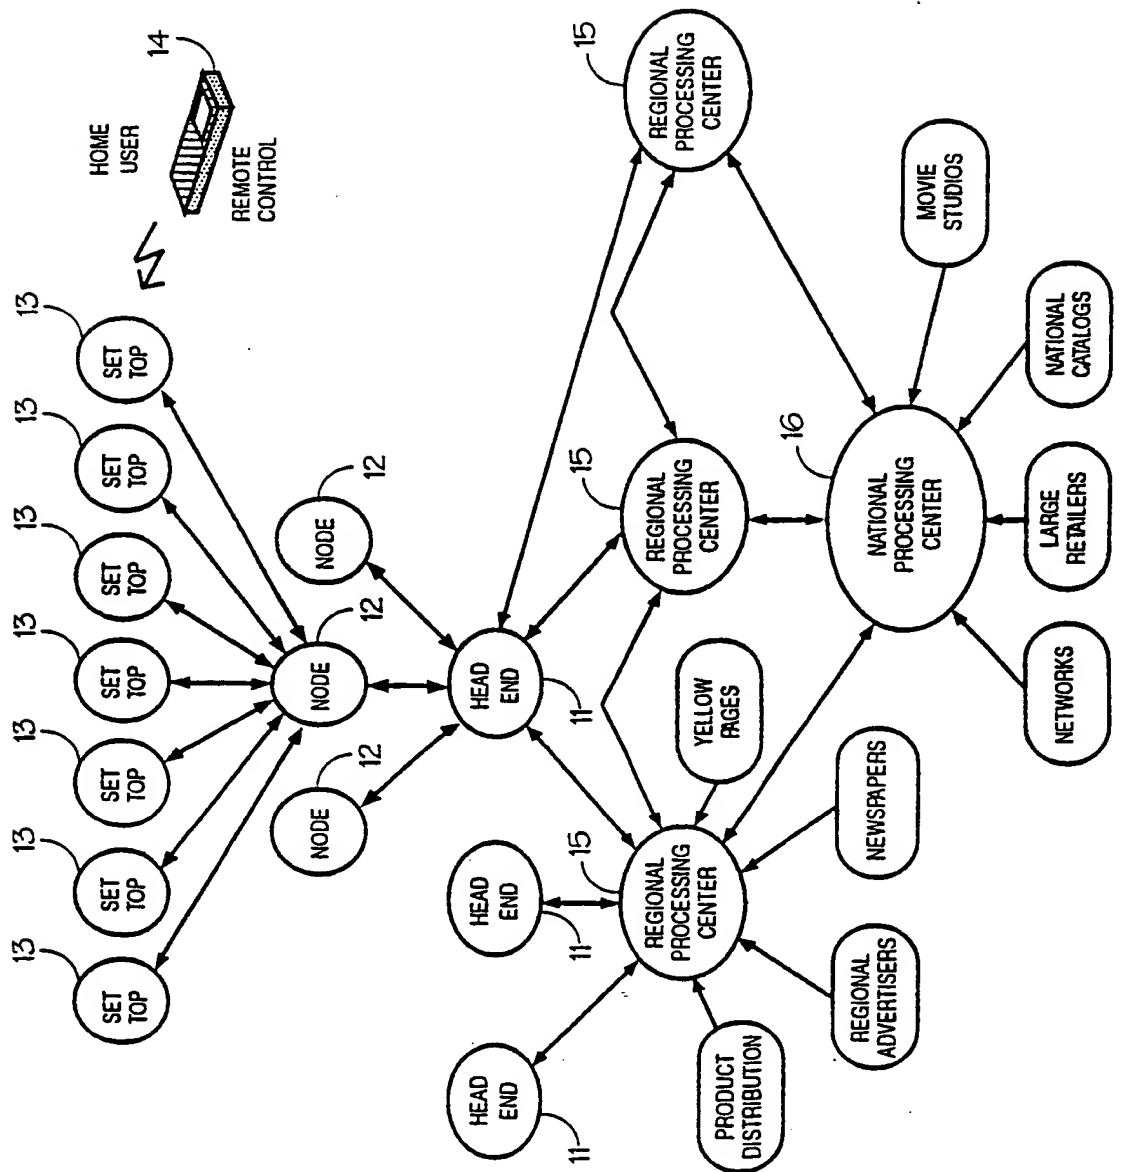 13
SET
TOP
13
SET
TOP
13
SET
TOP
13
SET
TOP
13
SET
TOP
13
SET
TOP
13
SET
TOP
HOME
USER
14
REMOTE
CONTROL
NODE
12
NODE
12
NODE
12
HEAD
END
11
HEAD
END
11
HEAD
END
11
REGIONAL
PROCESSING
CENTER
15
REGIONAL
PROCESSING
CENTER
15
REGIONAL
PROCESSING
CENTER
15
YELLOW
PAGES
PRODUCT
DISTRIBUTION
REGIONAL
ADVERTISERS
NEWSPAPERS
NATIONAL
PROCESSING
CENTER
16
NETWORKS
LARGE
RETAILERS
NATIONAL
CATALOGS
MOVIE
STUDIOS